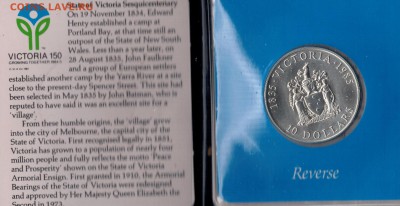 COINS.LAVE.RU
VICTORIA 150
GROWING TOGETHER 1984-5
State of Victoria Sesquicentenary
On 19 November 1834, Edward
Henty established a camp at
Portland Bay, at that time still an
outpost of the State of New South
Wales. Less than a year later, on
28 August 1835, John Faulkner
and a group of European settlers
established another camp by the Yarra River at a site
close to the present-day Spencer Street. This site had
been selected in May 1835 by John Batman, who is
reputed to have said it was an excellent site for a
'village'.
From these humble origins, the 'village' grew
into the city of Melbourne, the capital city of the
State of Victoria. First recognised legally in 1851,
Victoria has grown to a population of nearly four
million people and fully reflects the motto 'Peace
and Prosperity' shown on the State of Victoria
Armorial Ensign. First granted in 1910, the Armorial
Bearings of the State of Victoria were redesigned
and approved by Her Majesty Queen Elizabeth the
Second in 1973.
1835·VICTORIA·1985
10 DOLLARS
Reverse